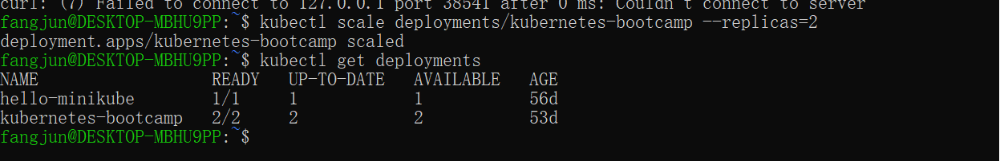 curl: (7) Failed to connect to 127.0.0.1 port 38541 after 0 ms: Couldn't connect to server
fangjun@DESKTOP-MBHU9PP:~$ kubectl scale deployments/kubernetes-bootcamp --replicas=2
deployment.apps/kubernetes-bootcamp scaled
fangjun@DESKTOP-MBHU9PP:~$ kubectl get deployments
NAME                  READY   UP-TO-DATE   AVAILABLE   AGE
hello-minikube        1/1     1            1           56d
kubernetes-bootcamp   2/2     2            2           53d
fangjun@DESKTOP-MBHU9PP:~$